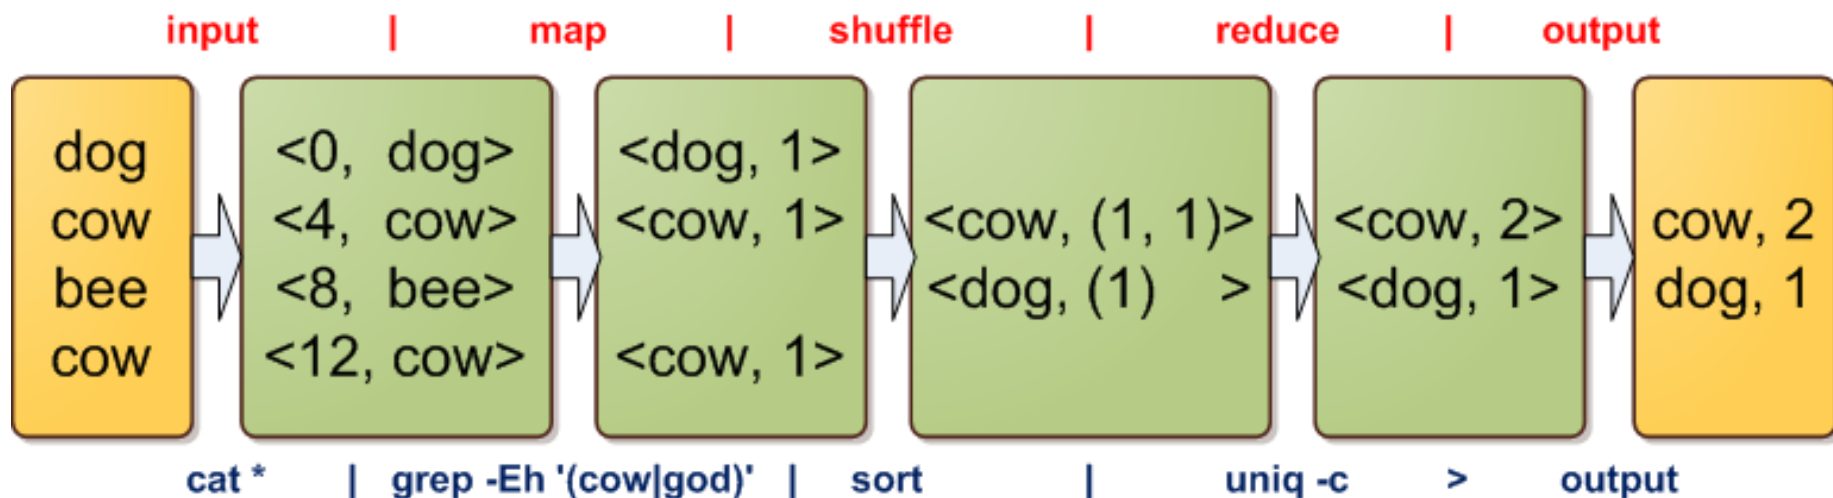 input | map | shuffle | reduce | output
dog
cow
bee
cow
<0, dog>
<4, cow>
<8, bee>
<12, cow>
<dog, 1>
<cow, 1>
<cow, 1>
<cow, (1, 1)>
<dog, (1) >
<cow, 2>
<dog, 1>
cow, 2
dog, 1
cat * | grep -Eh '(cow|god)' | sort | uniq -c > output